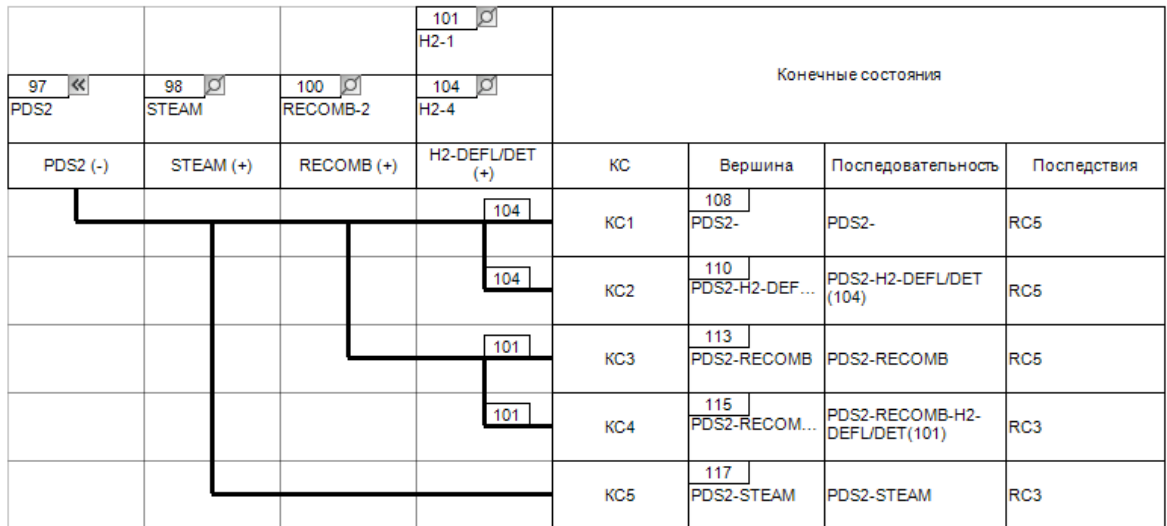 101
H2-1
Конечные состояния
97 98 100 104
PDS2 STEAM RECOMB-2 H2-4
PDS2 (-) STEAM (+) RECOMB (+) H2-DEFL/DET (+) КС Вершина Последовательность Последствия
104 КС1 108 PDS2- PDS2- RC5
104 КС2 110 PDS2-H2-DEF... PDS2-H2-DEFL/DET (104) RC5
101 КС3 113 PDS2-RECOMB PDS2-RECOMB RC5
101 КС4 115 PDS2-RECOM... PDS2-RECOMB-H2-DEFL/DET(101) RC3
КС5 117 PDS2-STEAM PDS2-STEAM RC3